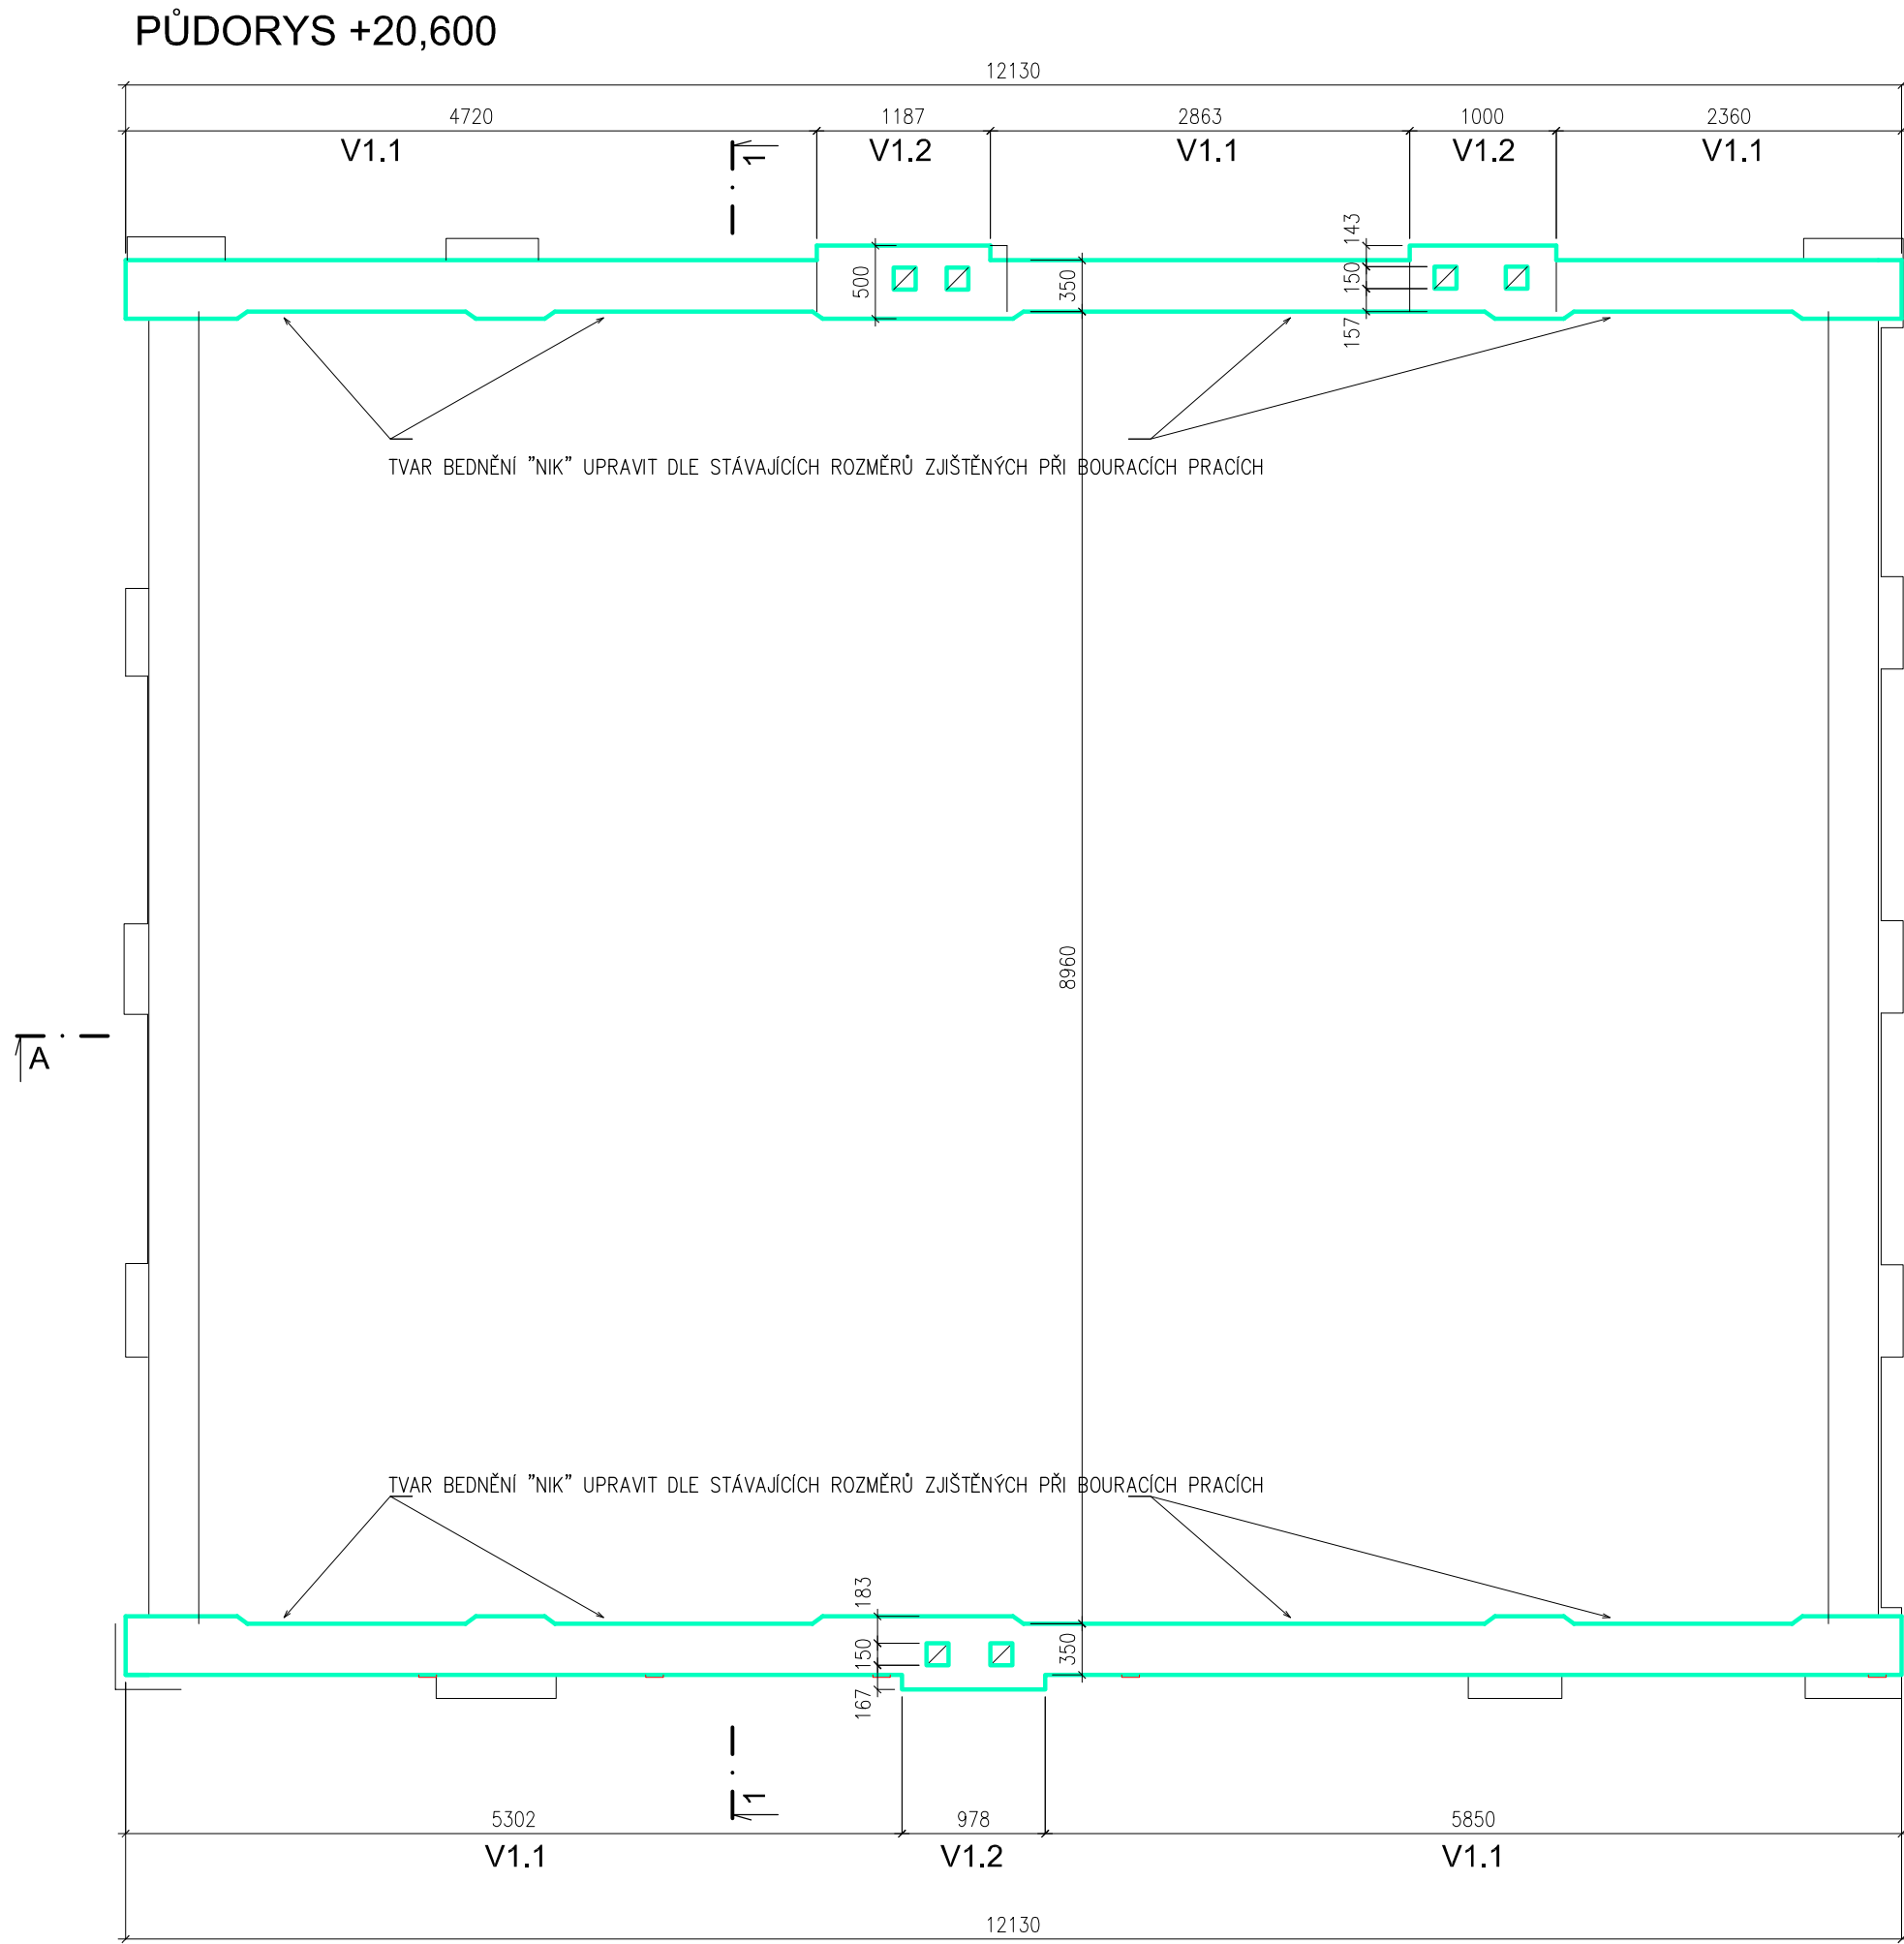 PŮDORYS +20,600
12130
4720 1187 2863 1000 2360
V1.1 V1.2 V1.1 V1.2 V1.1
1
143
500 350 150
157
TVAR BEDNĚNÍ "NIK" UPRAVIT DLE STÁVAJÍCÍCH ROZMĚRŮ ZJIŠTĚNÝCH PŘI BOURACÍCH PRACÍCH
8960
A
TVAR BEDNĚNÍ "NIK" UPRAVIT DLE STÁVAJÍCÍCH ROZMĚRŮ ZJIŠTĚNÝCH PŘI BOURACÍCH PRACÍCH
183
150 350
167
1
5302 978 5850
V1.1 V1.2 V1.1
12130